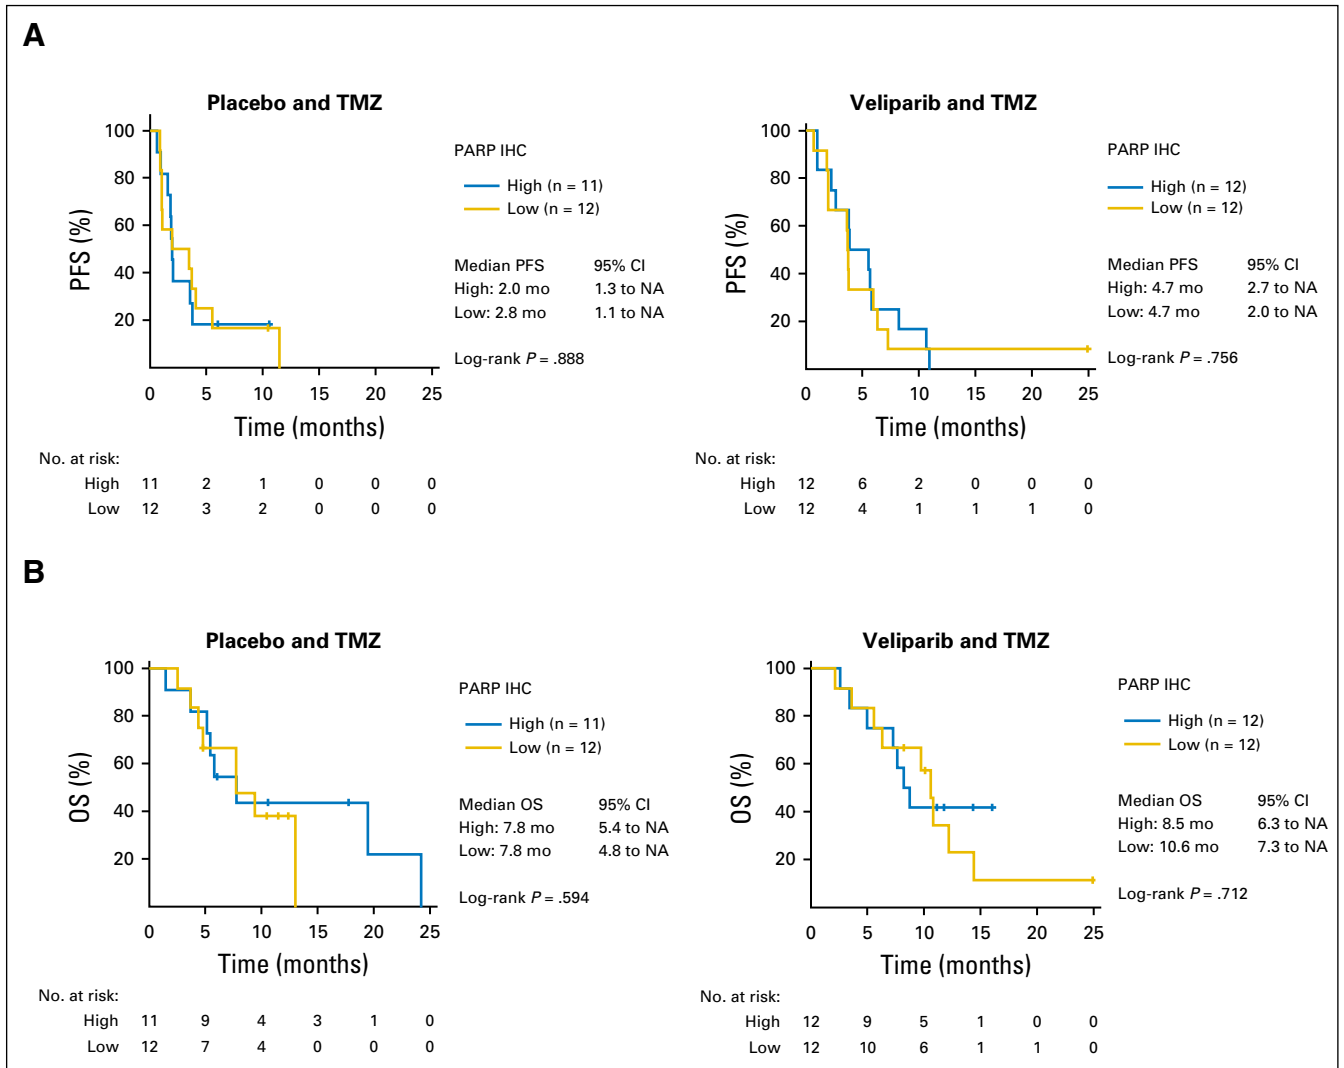 A
Placebo and TMZ
100
80
60
40
20
PFS (%)
0 5 10 15 20 25
Time (months)
PARP IHC
High (n = 11)
Low (n = 12)
Median PFS 95% CI
High: 2.0 mo 1.3 to NA
Low: 2.8 mo 1.1 to NA
Log-rank P = .888
No. at risk:
High 11 2 1 0 0 0
Low 12 3 2 0 0 0
Veliparib and TMZ
100
80
60
40
20
PFS (%)
0 5 10 15 20 25
Time (months)
PARP IHC
High (n = 12)
Low (n = 12)
Median PFS 95% CI
High: 4.7 mo 2.7 to NA
Low: 4.7 mo 2.0 to NA
Log-rank P = .756
No. at risk:
High 12 6 2 0 0 0
Low 12 4 1 1 1 0
B
Placebo and TMZ
100
80
60
40
20
OS (%)
0 5 10 15 20 25
Time (months)
PARP IHC
High (n = 11)
Low (n = 12)
Median OS 95% CI
High: 7.8 mo 5.4 to NA
Low: 7.8 mo 4.8 to NA
Log-rank P = .594
No. at risk:
High 11 9 4 3 1 0
Low 12 7 4 0 0 0
Veliparib and TMZ
100
80
60
40
20
OS (%)
0 5 10 15 20 25
Time (months)
PARP IHC
High (n = 12)
Low (n = 12)
Median OS 95% CI
High: 8.5 mo 6.3 to NA
Low: 10.6 mo 7.3 to NA
Log-rank P = .712
No. at risk:
High 12 9 5 1 0 0
Low 12 10 6 1 1 0